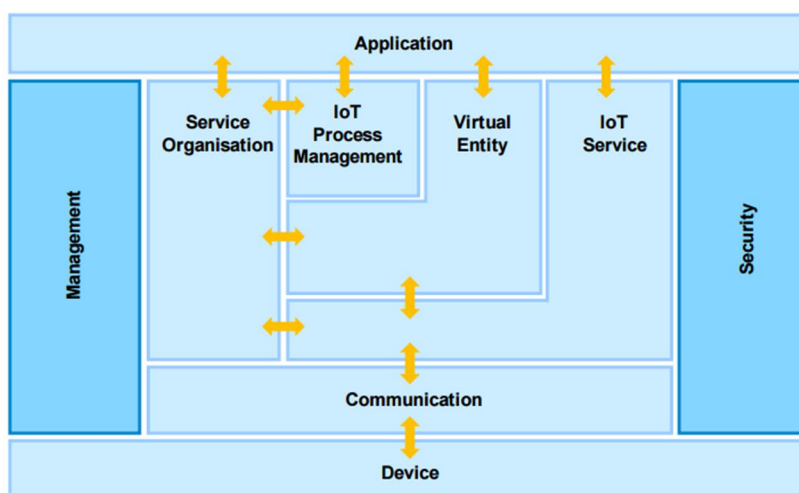 Application
Management
Service
Organisation
IoT
Process
Management
Virtual
Entity
IoT
Service
Security
Communication
Device